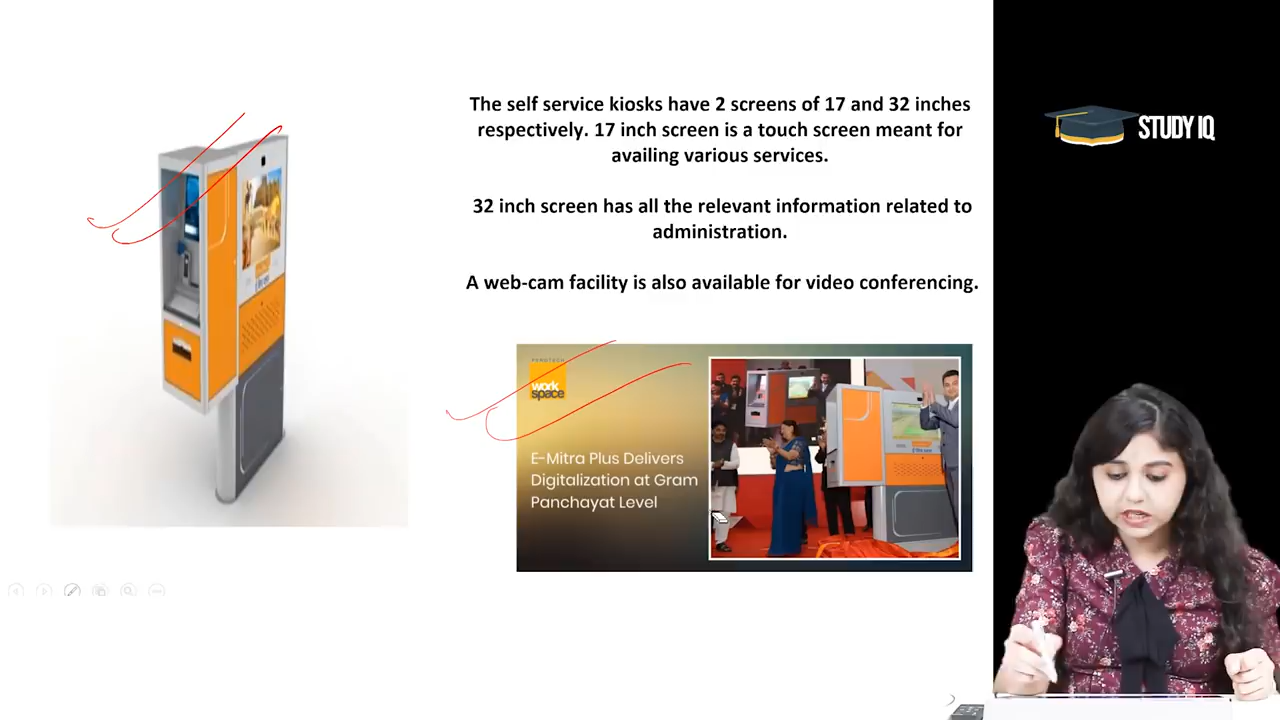 The self service kiosks have 2 screens of 17 and 32 inches
respectively. 17 inch screen is a touch screen meant for
availing various services.
32 inch screen has all the relevant information related to
administration.
A web-cam facility is also available for video conferencing.
STUDY IQ
work
space
E-Mitra Plus Delivers
Digitalization at Gram
Panchayat Level